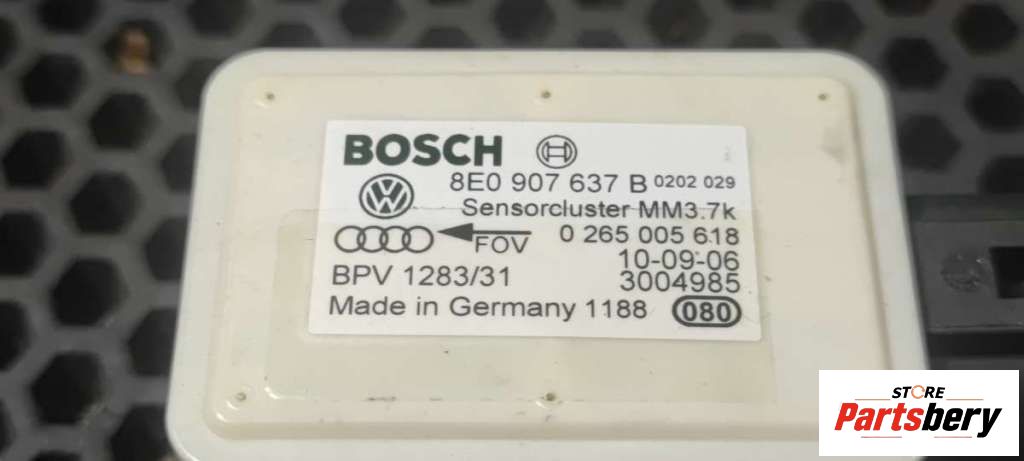 BOSCH
8E0 907 637 B 0202 029
Sensorcluster MM3.7k
FOV 0 265 005 618
10-09-06
BPV 1283/31 3004985
Made in Germany 1188 080
STORE
Partsbery